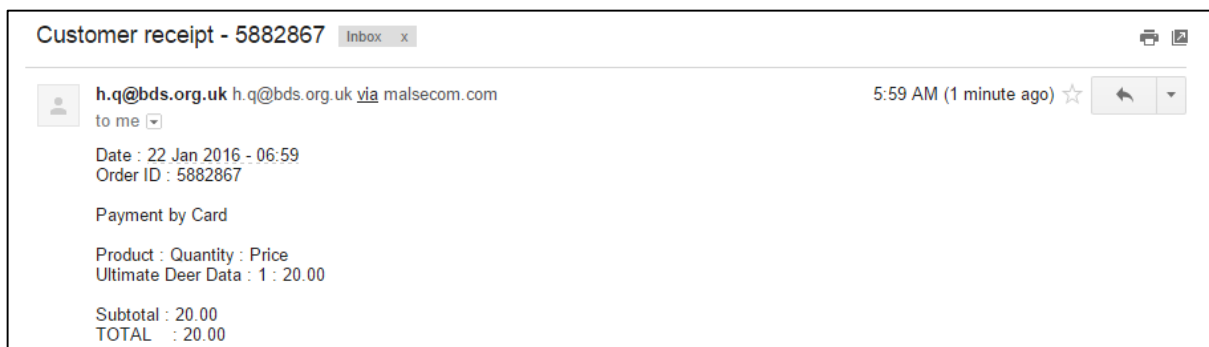 Customer receipt - 5882867 Inbox x
h.q@bds.org.uk h.q@bds.org.uk via malsecom.com 5:59 AM (1 minute ago)
to me
Date : 22 Jan 2016 - 06:59
Order ID : 5882867
Payment by Card
Product : Quantity : Price
Ultimate Deer Data : 1 : 20.00
Subtotal : 20.00
TOTAL : 20.00